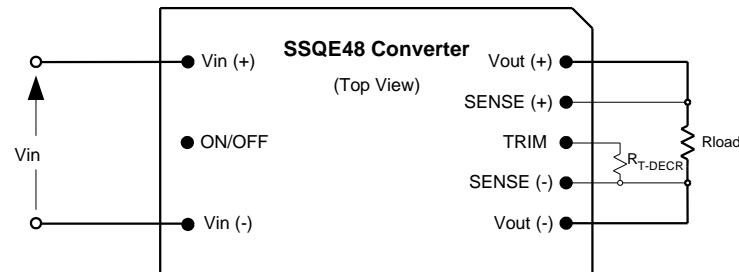 SSQE48 Converter
(Top View)
Vin (+)
Vout (+)
SENSE (+)
ON/OFF
TRIM
Rload
Vin
RT-DECR
SENSE (-)
Vin (-)
Vout (-)